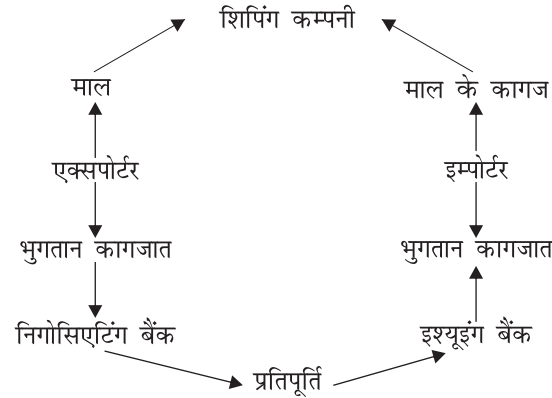 शिपिंग कम्पनी
माल
माल के कागज
एक्सपोर्टर
इम्पोर्टर
भुगतान कागजात
भुगतान कागजात
निगोसिएटिंग बैंक
इश्यूइंग बैंक
प्रतिपूर्ति